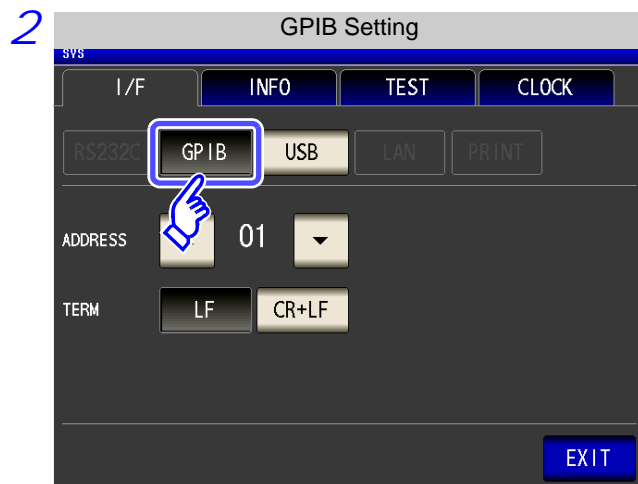 2
GPIB Setting
SYS
I/F INFO TEST CLOCK
RS232C GPIB USB LAN PRINT
ADDRESS 01
TERM LF CR+LF
EXIT